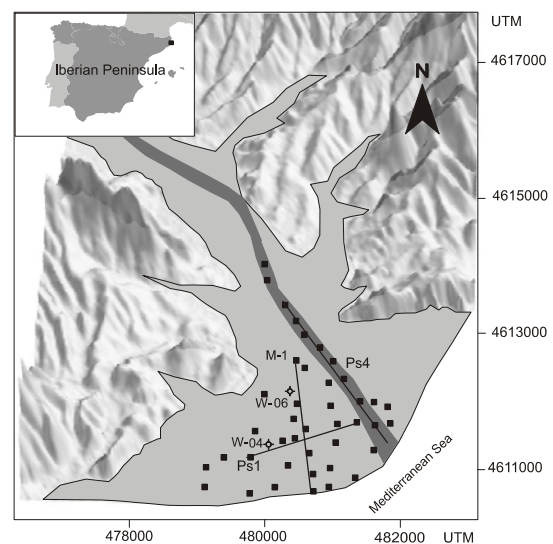 UTM
Iberian Peninsula
4617000
N
4615000
4613000
M-1
Ps4
W-06
W-04
Ps1
4611000
Mediterranean Sea
478000
480000
482000
UTM